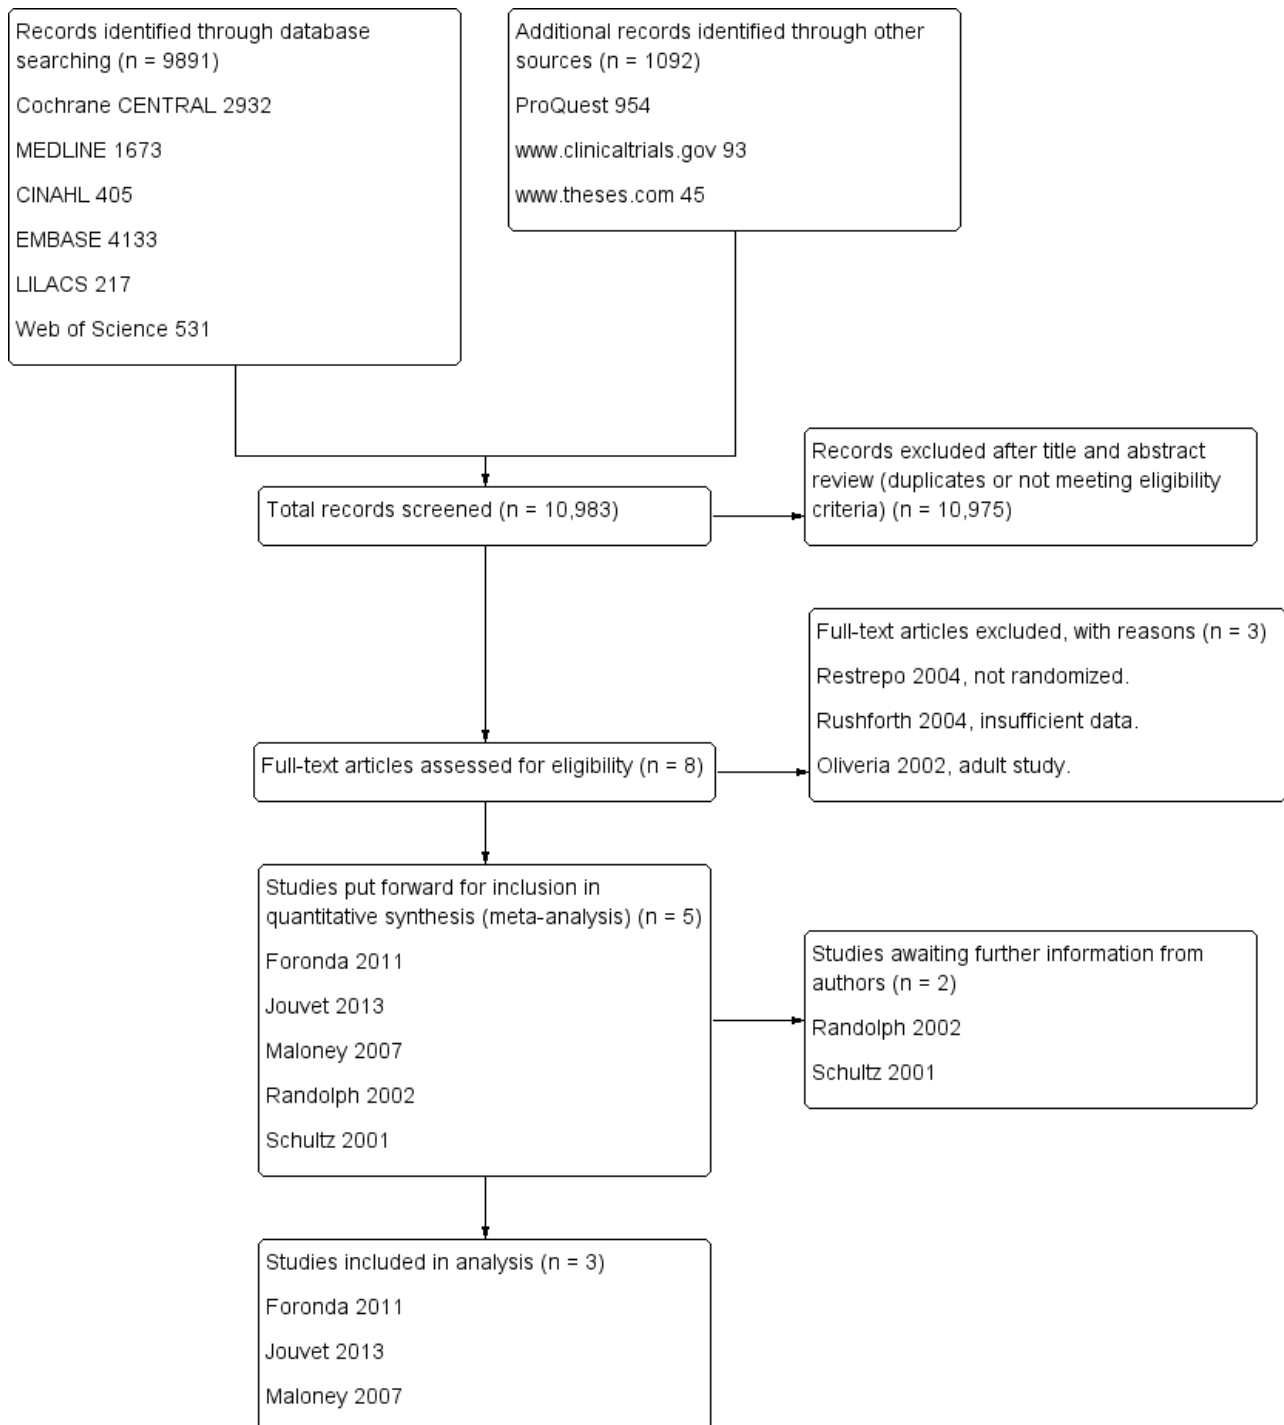 Records identified through database
searching (n = 9891)
Cochrane CENTRAL 2932
MEDLINE 1673
CINAHL 405
EMBASE 4133
LILACS 217
Web of Science 531
Additional records identified through other
sources (n = 1092)
ProQuest 954
www.clinicaltrials.gov 93
www.theses.com 45
Total records screened (n = 10,983)
Records excluded after title and abstract
review (duplicates or not meeting eligibility
criteria) (n = 10,975)
Full-text articles assessed for eligibility (n = 8)
Full-text articles excluded, with reasons (n = 3)
Restrepo 2004, not randomized.
Rushforth 2004, insufficient data.
Oliveria 2002, adult study.
Studies put forward for inclusion in
quantitative synthesis (meta-analysis) (n = 5)
Foronda 2011
Jouvet 2013
Maloney 2007
Randolph 2002
Schultz 2001
Studies awaiting further information from
authors (n = 2)
Randolph 2002
Schultz 2001
Studies included in analysis (n = 3)
Foronda 2011
Jouvet 2013
Maloney 2007